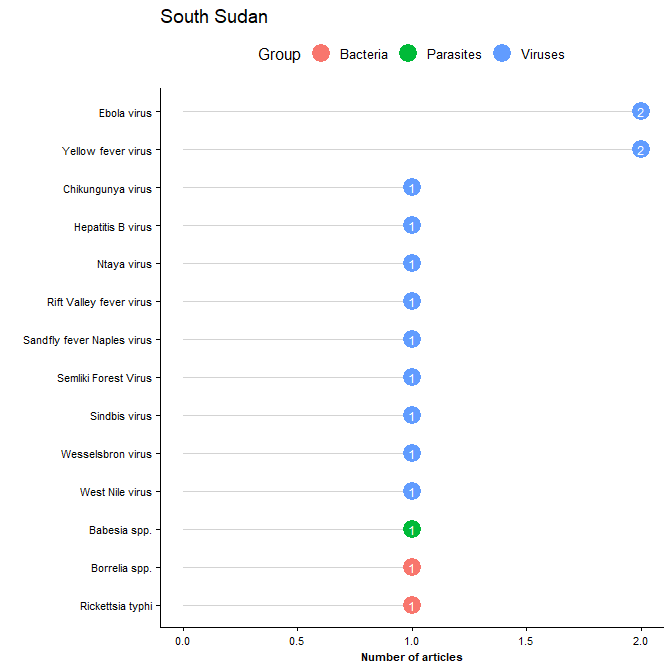 South Sudan
Group Bacteria Parasites Viruses
Ebola virus 2
Yellow fever virus 2
Chikungunya virus 1
Hepatitis B virus 1
Ntaya virus 1
Rift Valley fever virus 1
Sandfly fever Naples virus 1
Semliki Forest Virus 1
Sindbis virus 1
Wesselsbron virus 1
West Nile virus 1
Babesia spp. 1
Borrelia spp. 1
Rickettsia typhi 1
0.0 0.5 1.0 1.5 2.0
Number of articles